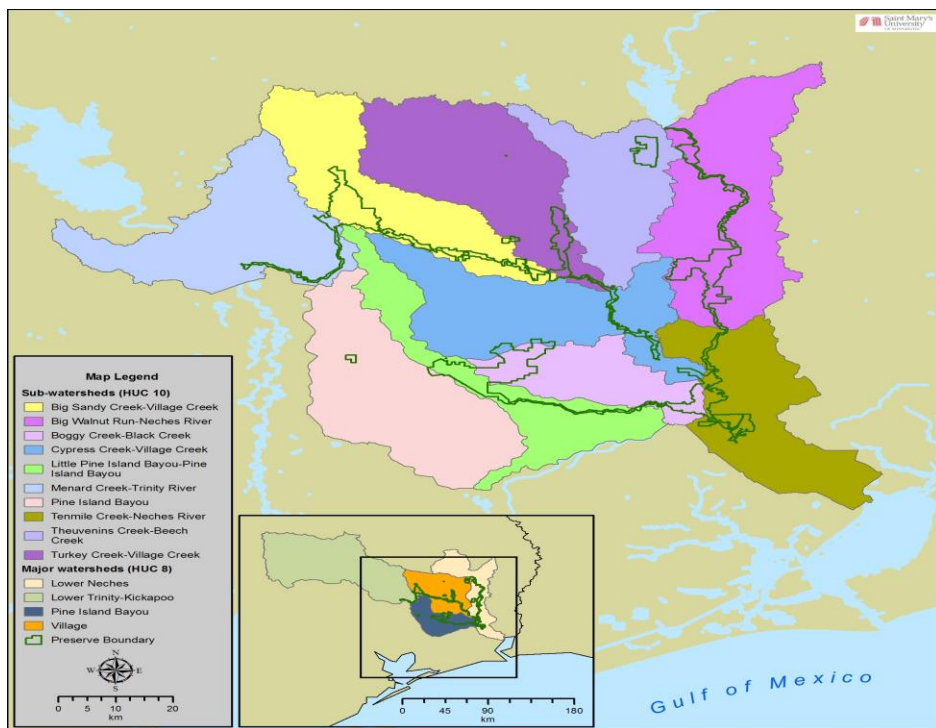 Saint Mary's
University
OF MINNESOTA
Map Legend
Sub-watersheds (HUC 10)
Big Sandy Creek-Village Creek
Big Walnut Run-Neches River
Boggy Creek-Black Creek
Cypress Creek-Village Creek
Little Pine Island Bayou-Pine
Island Bayou
Menard Creek-Trinity River
Pine Island Bayou
Tenmile Creek-Neches River
Theuvenins Creek-Beech
Creek
Turkey Creek-Village Creek
Major watersheds (HUC 8)
Lower Neches
Lower Trinity-Kickapoo
Pine Island Bayou
Village
Preserve Boundary
N
W E
S
0 5 10 20
km
0 45 90 180
km
Gulf of Mexico